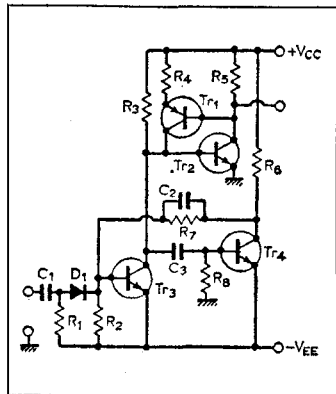 +VCC
R4 R5
R3 Tr1
Tr2 R6
C2
R7
C1 D1 C3 Tr4
Tr3 R8
R1 R2
-VEE